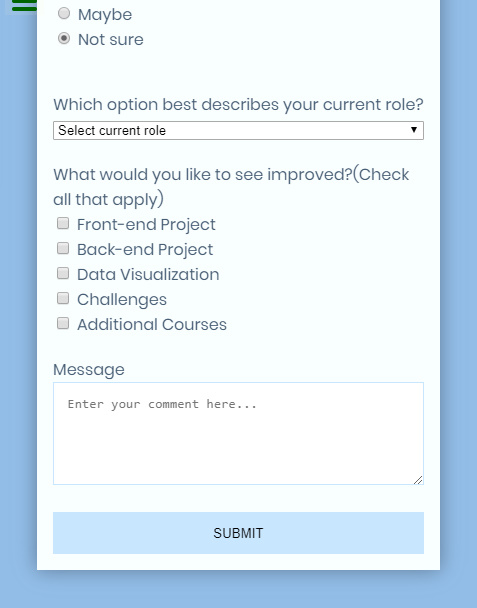 Maybe
Not sure
Which option best describes your current role?
Select current role
What would you like to see improved?(Check
all that apply)
Front-end Project
Back-end Project
Data Visualization
Challenges
Additional Courses
Message
Enter your comment here...
SUBMIT